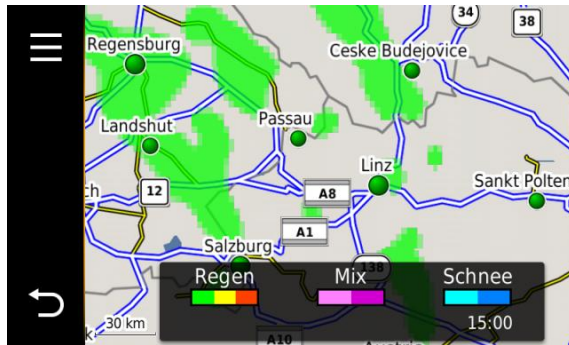 34
38
Regensburg
Ceske Budejovice
Landshut
Passau
Linz
12
A8
Sankt Polten
A1
Salzburg
138
Regen
Mix
Schnee
15:00
30 km
A10